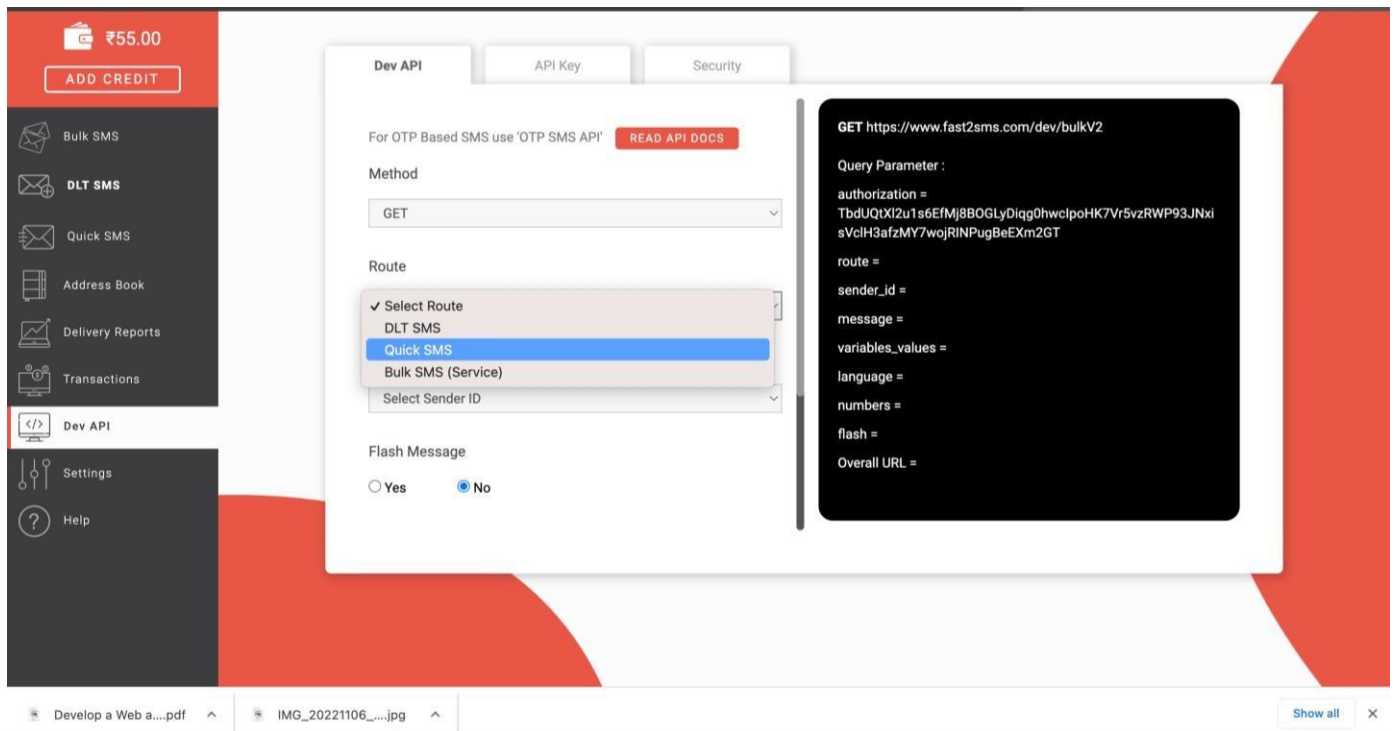 ₹55.00
ADD CREDIT
Bulk SMS
DLT SMS
Quick SMS
Address Book
Delivery Reports
Transactions
Dev API
Settings
Help
Dev API
API Key
Security
For OTP Based SMS use 'OTP SMS API'
READ API DOCS
Method
GET
Route
✓ Select Route
DLT SMS
Quick SMS
Bulk SMS (Service)
Select Sender ID
Flash Message
Yes
No
GET https://www.fast2sms.com/dev/bulkV2
Query Parameter :
authorization =
TbdUQtXl2u1s6EfMj8BOGLyDiqg0hwcIpoHK7Vr5vzRWP93JNxi
sVclH3afzMY7wojRlNPugBeEXm2GT
route =
sender_id =
message =
variables_values =
language =
numbers =
flash =
Overall URL =
Develop a Web a....pdf
IMG_20221106_....jpg
Show all